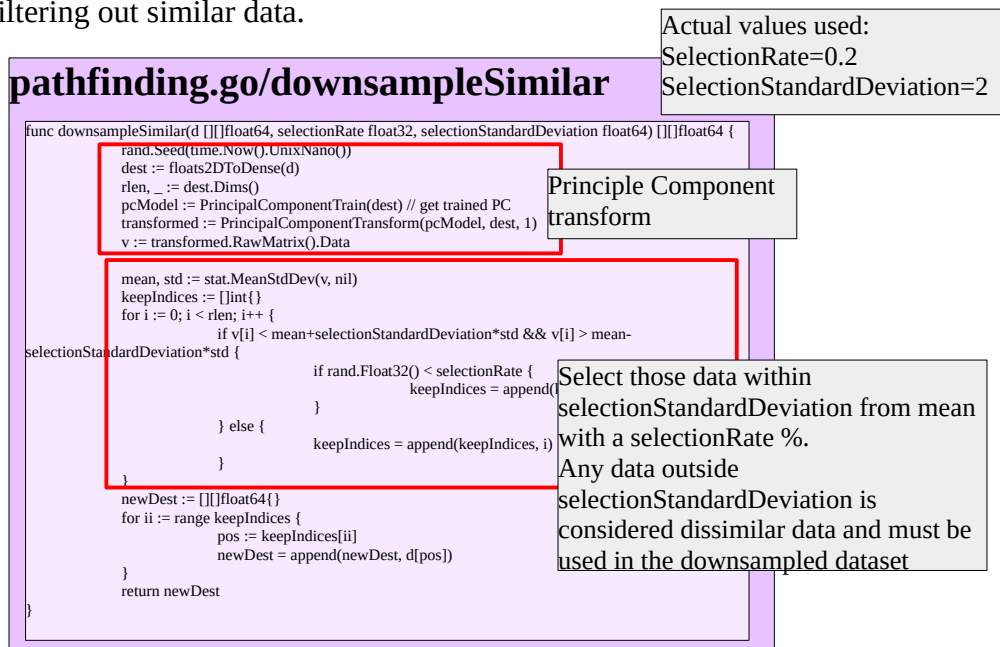 iltering out similar data.
Actual values used:
SelectionRate=0.2
SelectionStandardDeviation=2
pathfinding.go/downsampleSimilar
func downsampleSimilar(d [][]float64, selectionRate float32, selectionStandardDeviation float64) [][]float64 {
rand.Seed(time.Now().UnixNano())
dest := floats2DToDense(d)
rlen, _ := dest.Dims()
pcModel := PrincipalComponentTrain(dest) // get trained PC
transformed := PrincipalComponentTransform(pcModel, dest, 1)
v := transformed.RawMatrix().Data
Principle Component
transform
mean, std := stat.MeanStdDev(v, nil)
keepIndices := []int{}
for i := 0; i < rlen; i++ {
if v[i] < mean+selectionStandardDeviation*std && v[i] > mean-
selectionStandardDeviation*std {
if rand.Float32() < selectionRate {
keepIndices = append(
}
} else {
keepIndices = append(keepIndices, i)
}
}
Select those data within
selectionStandardDeviation from mean
with a selectionRate %.
Any data outside
selectionStandardDeviation is
considered dissimilar data and must be
used in the downsampled dataset
newDest := [][]float64{}
for ii := range keepIndices {
pos := keepIndices[ii]
newDest = append(newDest, d[pos])
}
return newDest
}